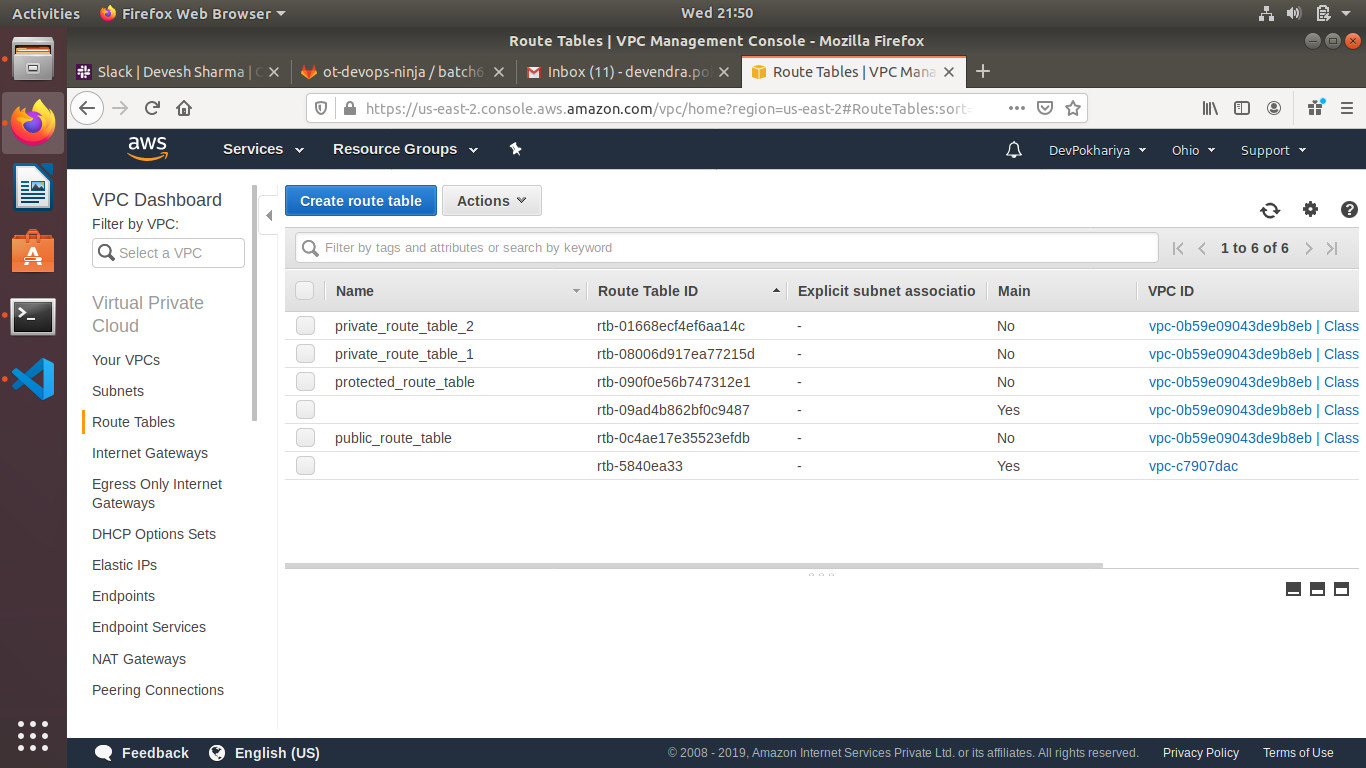 Activities Firefox Web Browser Wed 21:50
Route Tables | VPC Management Console - Mozilla Firefox
Slack | Devesh Sharma | ot-devops-ninja / batch6 Inbox (11) - devendra.po Route Tables | VPC Mana
https://us-east-2.console.aws.amazon.com/vpc/home?region=us-east-2#RouteTables:sort=
aws Services Resource Groups DevPokhariya Ohio Support
VPC Dashboard
Filter by VPC:
Select a VPC
Virtual Private
Cloud
Your VPCs
Subnets
Route Tables
Internet Gateways
Egress Only Internet
Gateways
DHCP Options Sets
Elastic IPs
Endpoints
Endpoint Services
NAT Gateways
Peering Connections
Create route table Actions
Filter by tags and attributes or search by keyword 1 to 6 of 6
Name Route Table ID Explicit subnet associatio Main VPC ID
private_route_table_2 rtb-01668ecf4ef6aa14c - No vpc-0b59e09043de9b8eb | Class
private_route_table_1 rtb-08006d917ea77215d - No vpc-0b59e09043de9b8eb | Class
protected_route_table rtb-090f0e56b747312e1 - No vpc-0b59e09043de9b8eb | Class
rtb-09ad4b862bf0c9487 - Yes vpc-0b59e09043de9b8eb | Class
public_route_table rtb-0c4ae17e35523efdb - No vpc-0b59e09043de9b8eb | Class
rtb-5840ea33 - Yes vpc-c7907dac
Feedback English (US) © 2008 - 2019, Amazon Internet Services Private Ltd. or its affiliates. All rights reserved. Privacy Policy Terms of Use